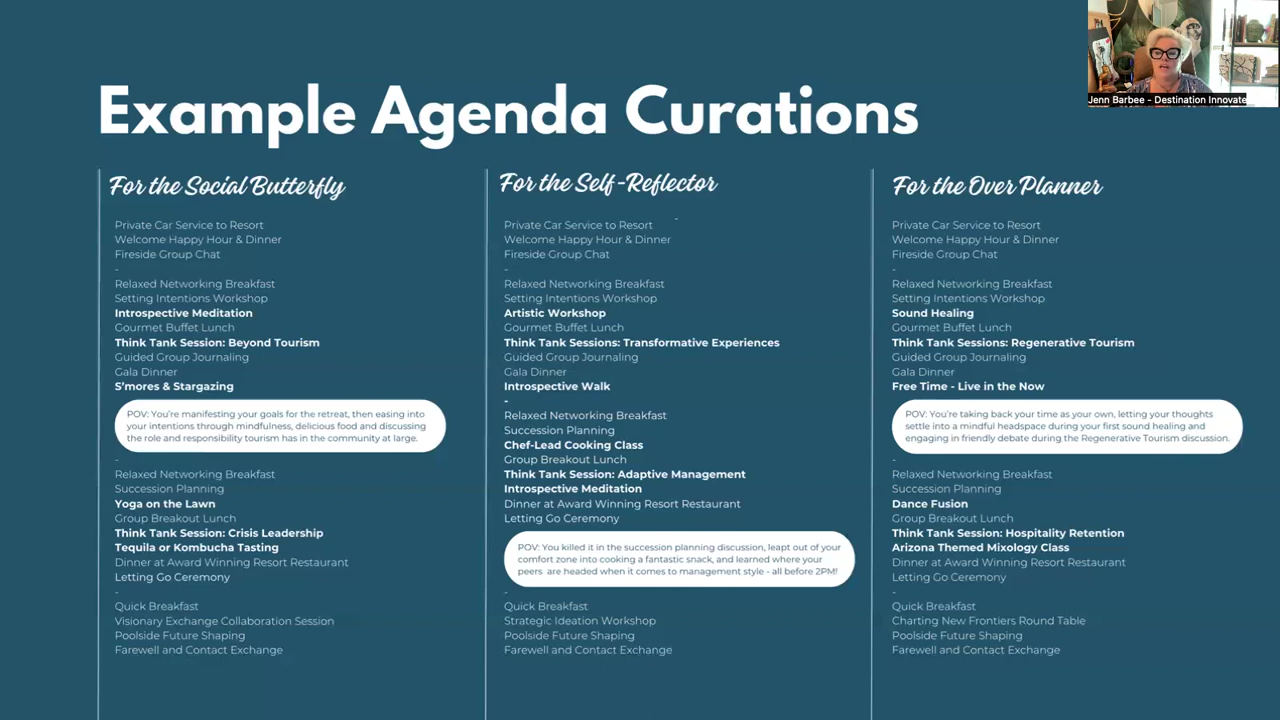 Jenn Barbee - Destination Innovate
Example Agenda Curations
For the Social Butterfly
Private Car Service to Resort
Welcome Happy Hour & Dinner
Fireside Group Chat
-
Relaxed Networking Breakfast
Setting Intentions Workshop
Introspective Meditation
Gourmet Buffet Lunch
Think Tank Session: Beyond Tourism
Guided Group Journaling
Gala Dinner
S'mores & Stargazing
POV: You're manifesting your goals for the retreat, then easing into
your intentions through mindfulness, delicious food and discussing
the role and responsibility tourism has in the community at large.
-
Relaxed Networking Breakfast
Succession Planning
Yoga on the Lawn
Group Breakout Lunch
Think Tank Session: Crisis Leadership
Tequila or Kombucha Tasting
Dinner at Award Winning Resort Restaurant
Letting Go Ceremony
-
Quick Breakfast
Visionary Exchange Collaboration Session
Poolside Future Shaping
Farewell and Contact Exchange
For the Self-Reflector
-
Private Car Service to Resort
Welcome Happy Hour & Dinner
Fireside Group Chat
-
Relaxed Networking Breakfast
Setting Intentions Workshop
Artistic Workshop
Gourmet Buffet Lunch
Think Tank Sessions: Transformative Experiences
Guided Group Journaling
Gala Dinner
Introspective Walk
-
Relaxed Networking Breakfast
Succession Planning
Chef-Lead Cooking Class
Group Breakout Lunch
Think Tank Session: Adaptive Management
Introspective Meditation
Dinner at Award Winning Resort Restaurant
Letting Go Ceremony
POV: You killed it in the succession planning discussion, leapt out of your
comfort zone into cooking a fantastic snack, and learned where your
peers are headed when it comes to management style - all before 2PM!
-
Quick Breakfast
Strategic Ideation Workshop
Poolside Future Shaping
Farewell and Contact Exchange
For the Over Planner
Private Car Service to Resort
Welcome Happy Hour & Dinner
Fireside Group Chat
-
Relaxed Networking Breakfast
Setting Intentions Workshop
Sound Healing
Gourmet Buffet Lunch
Think Tank Sessions: Regenerative Tourism
Guided Group Journaling
Gala Dinner
Free Time - Live in the Now
POV: You're taking back your time as your own, letting your thoughts
settle into a mindful headspace during your first sound healing and
engaging in friendly debate during the Regenerative Tourism discussion.
-
Relaxed Networking Breakfast
Succession Planning
Dance Fusion
Group Breakout Lunch
Think Tank Session: Hospitality Retention
Arizona Themed Mixology Class
Dinner at Award Winning Resort Restaurant
Letting Go Ceremony
-
Quick Breakfast
Charting New Frontiers Round Table
Poolside Future Shaping
Farewell and Contact Exchange